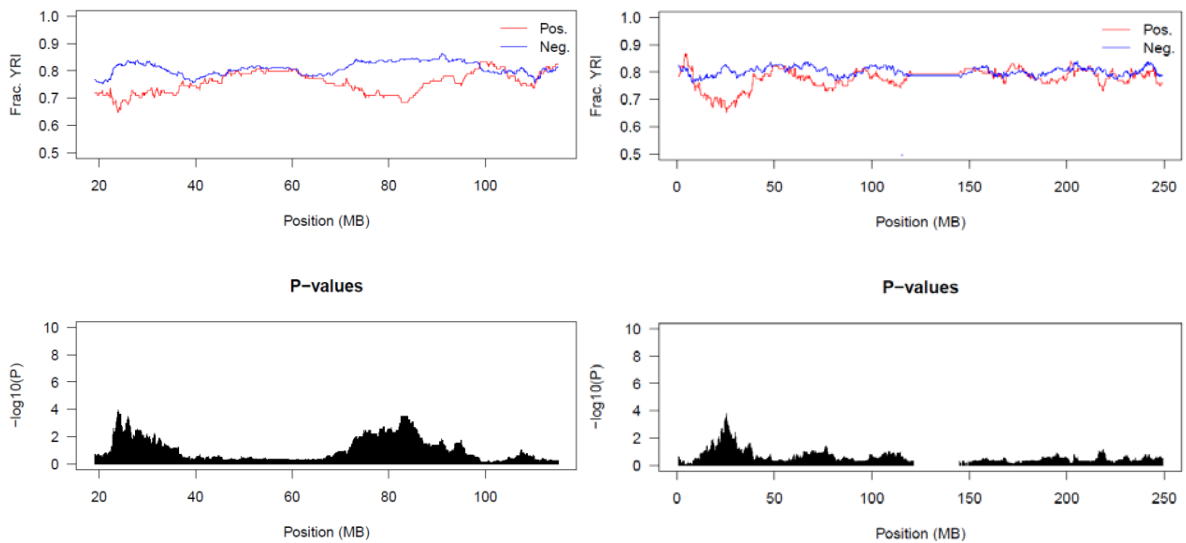 Frac. YRI
1.0
0.9
0.8
0.7
0.6
0.5
Pos.
Neg.
20 40 60 80 100
Position (MB)
Frac. YRI
1.0
0.9
0.8
0.7
0.6
0.5
Pos.
Neg.
0 50 100 150 200 250
Position (MB)
P−values
−log10(P)
10
8
6
4
2
0
20 40 60 80 100
Position (MB)
P−values
−log10(P)
10
8
6
4
2
0
0 50 100 150 200 250
Position (MB)